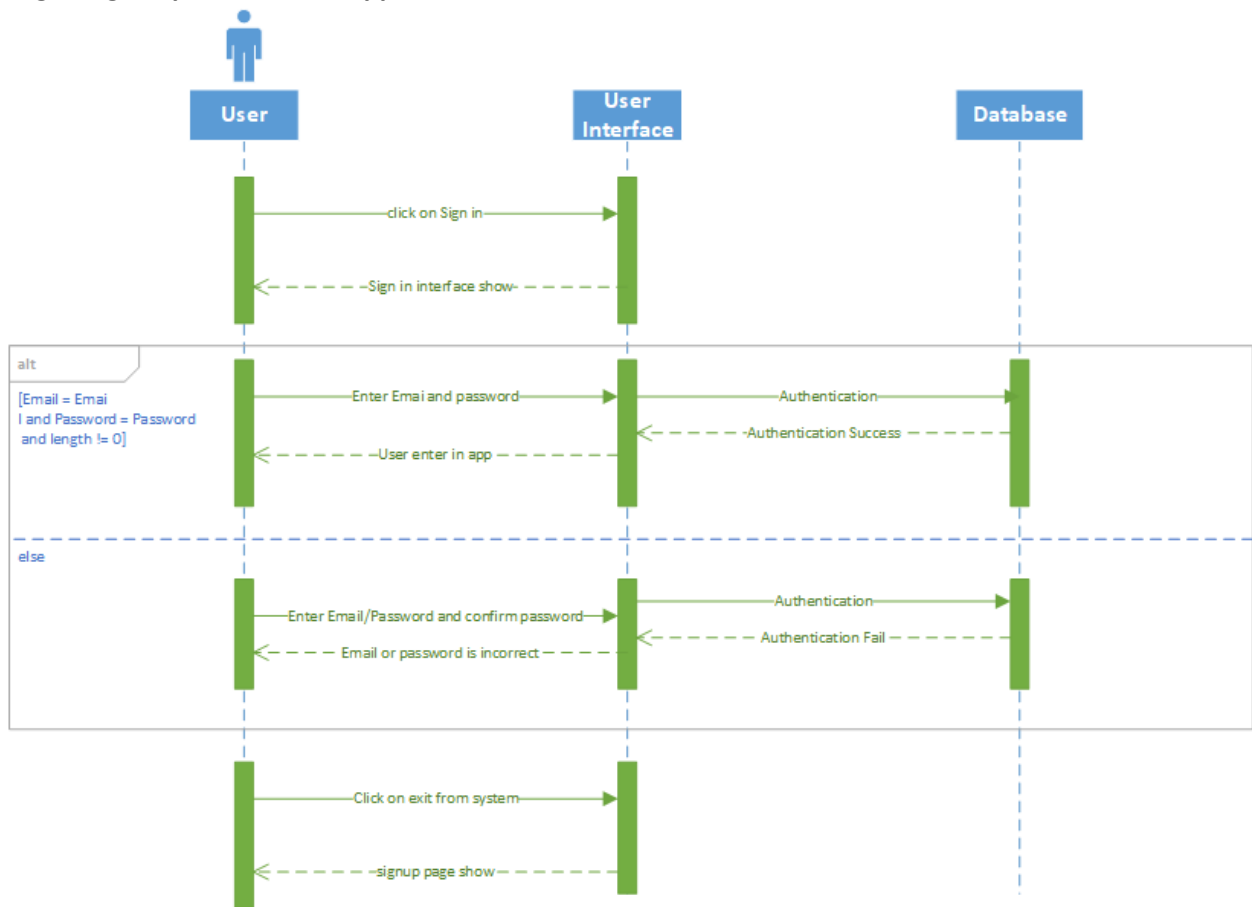 User
User
Interface
Database
click on Sign in
Sign in interface show
alt
[Email = Emai
l and Password = Password
and length != 0]
Enter Emai and password
Authentication
Authentication Success
User enter in app
else
Enter Email/Password and confirm password
Authentication
Authentication Fail
Email or password is incorrect
Click on exit from system
signup page show